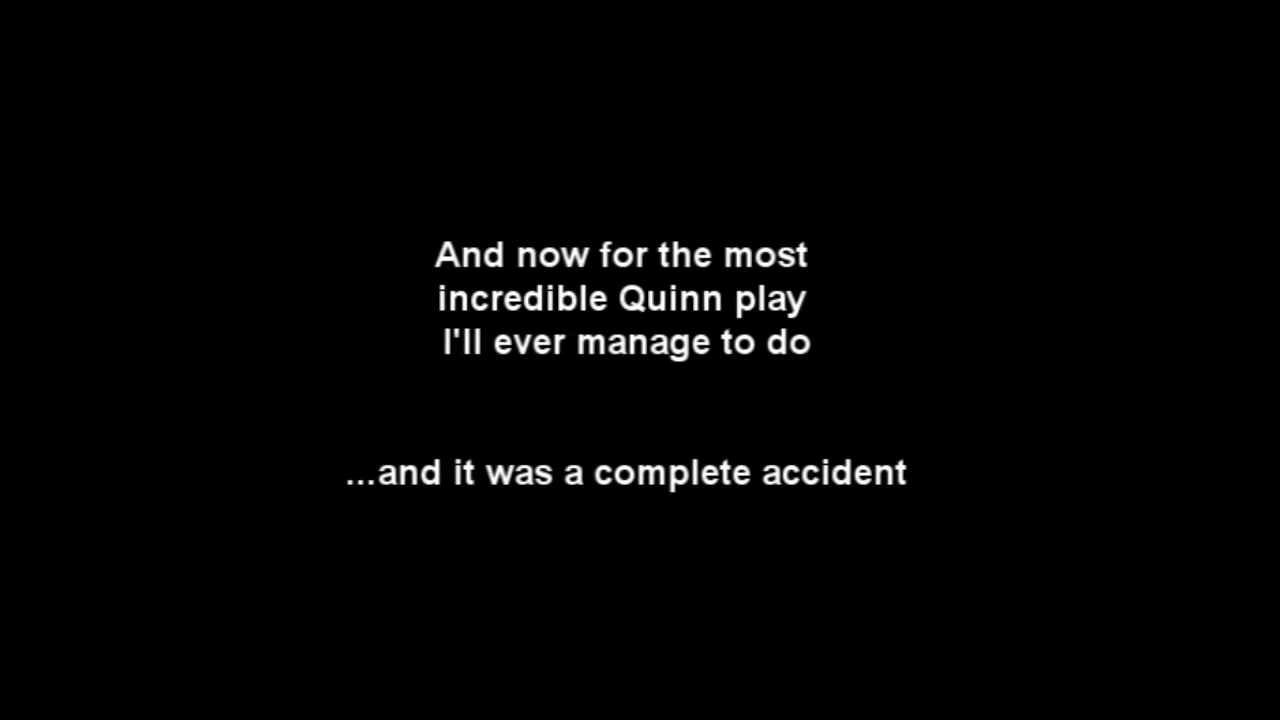 And now for the most
incredible Quinn play
I'll ever manage to do
...and it was a complete accident